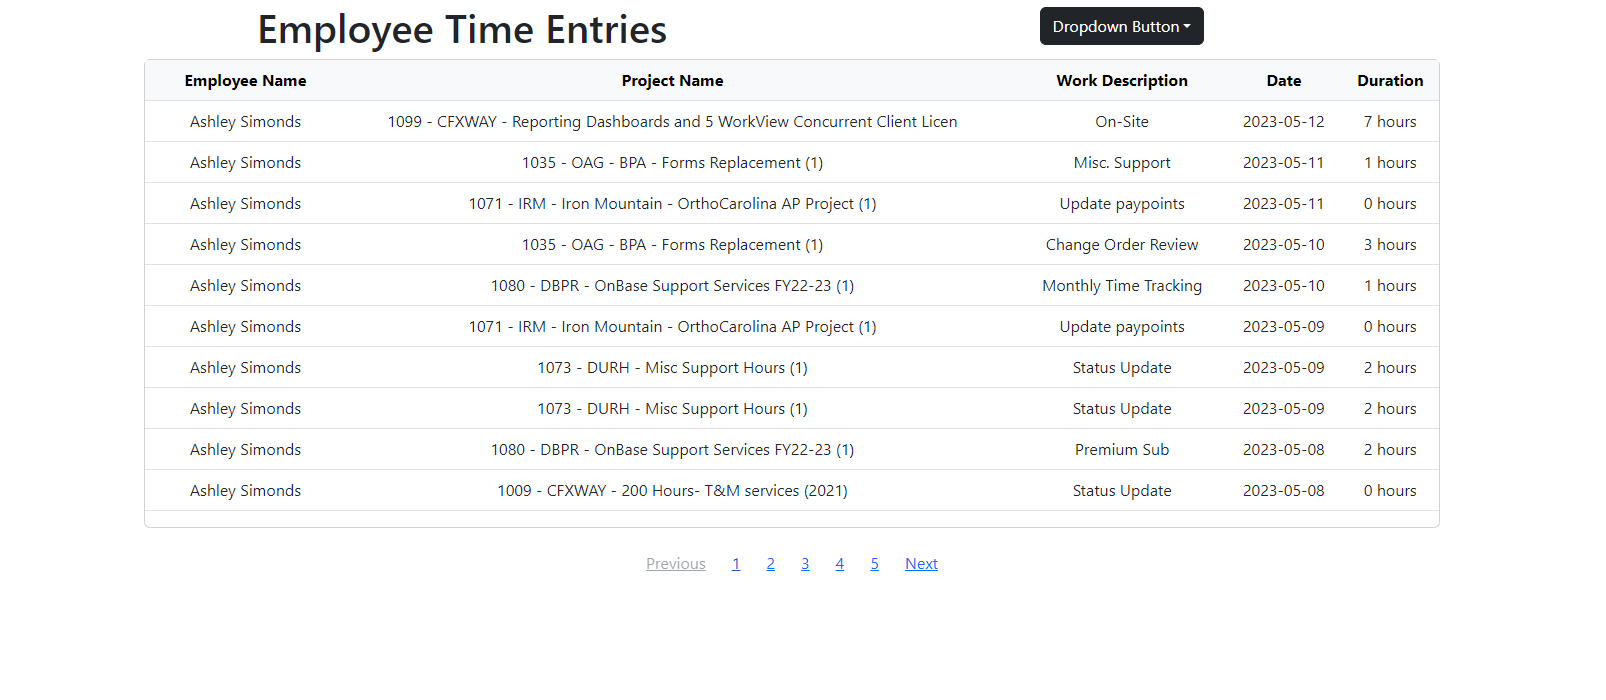 Employee Time Entries
Dropdown Button
Employee Name Project Name Work Description Date Duration
Ashley Simonds 1099 - CFXWAY - Reporting Dashboards and 5 WorkView Concurrent Client Licen On-Site 2023-05-12 7 hours
Ashley Simonds 1035 - OAG - BPA - Forms Replacement (1) Misc. Support 2023-05-11 1 hours
Ashley Simonds 1071 - IRM - Iron Mountain - OrthoCarolina AP Project (1) Update paypoints 2023-05-11 0 hours
Ashley Simonds 1035 - OAG - BPA - Forms Replacement (1) Change Order Review 2023-05-10 3 hours
Ashley Simonds 1080 - DBPR - OnBase Support Services FY22-23 (1) Monthly Time Tracking 2023-05-10 1 hours
Ashley Simonds 1071 - IRM - Iron Mountain - OrthoCarolina AP Project (1) Update paypoints 2023-05-09 0 hours
Ashley Simonds 1073 - DURH - Misc Support Hours (1) Status Update 2023-05-09 2 hours
Ashley Simonds 1073 - DURH - Misc Support Hours (1) Status Update 2023-05-09 2 hours
Ashley Simonds 1080 - DBPR - OnBase Support Services FY22-23 (1) Premium Sub 2023-05-08 2 hours
Ashley Simonds 1009 - CFXWAY - 200 Hours- T&M services (2021) Status Update 2023-05-08 0 hours
Previous 1 2 3 4 5 Next